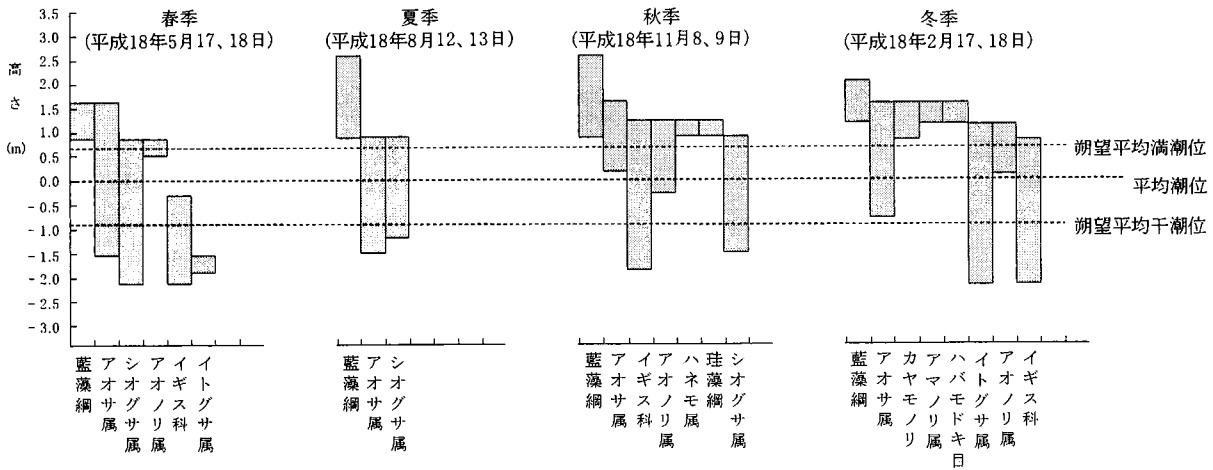 春季
(平成18年5月17、18日)
夏季
(平成18年8月12、13日)
秋季
(平成18年11月8、9日)
冬季
(平成18年2月17、18日)
高さ
(m)
3.5
3.0
2.5
2.0
1.5
1.0
0.5
0.0
-0.5
-1.0
-1.5
-2.0
-2.5
-3.0
朔望平均満潮位
平均潮位
朔望平均干潮位
藍藻綱
アオサ属
シオグサ属
アオノリ属
イギス科
イトグサ属
藍藻綱
アオサ属
シオグサ属
藍藻綱
アオサ属
イギス科
アオノリ属
ハネモ属
珪藻綱
シオグサ属
藍藻綱
アオサ属
カヤモノリ
アマノリ属
ハバモドキ目
イトグサ属
アオノリ属
イギス科